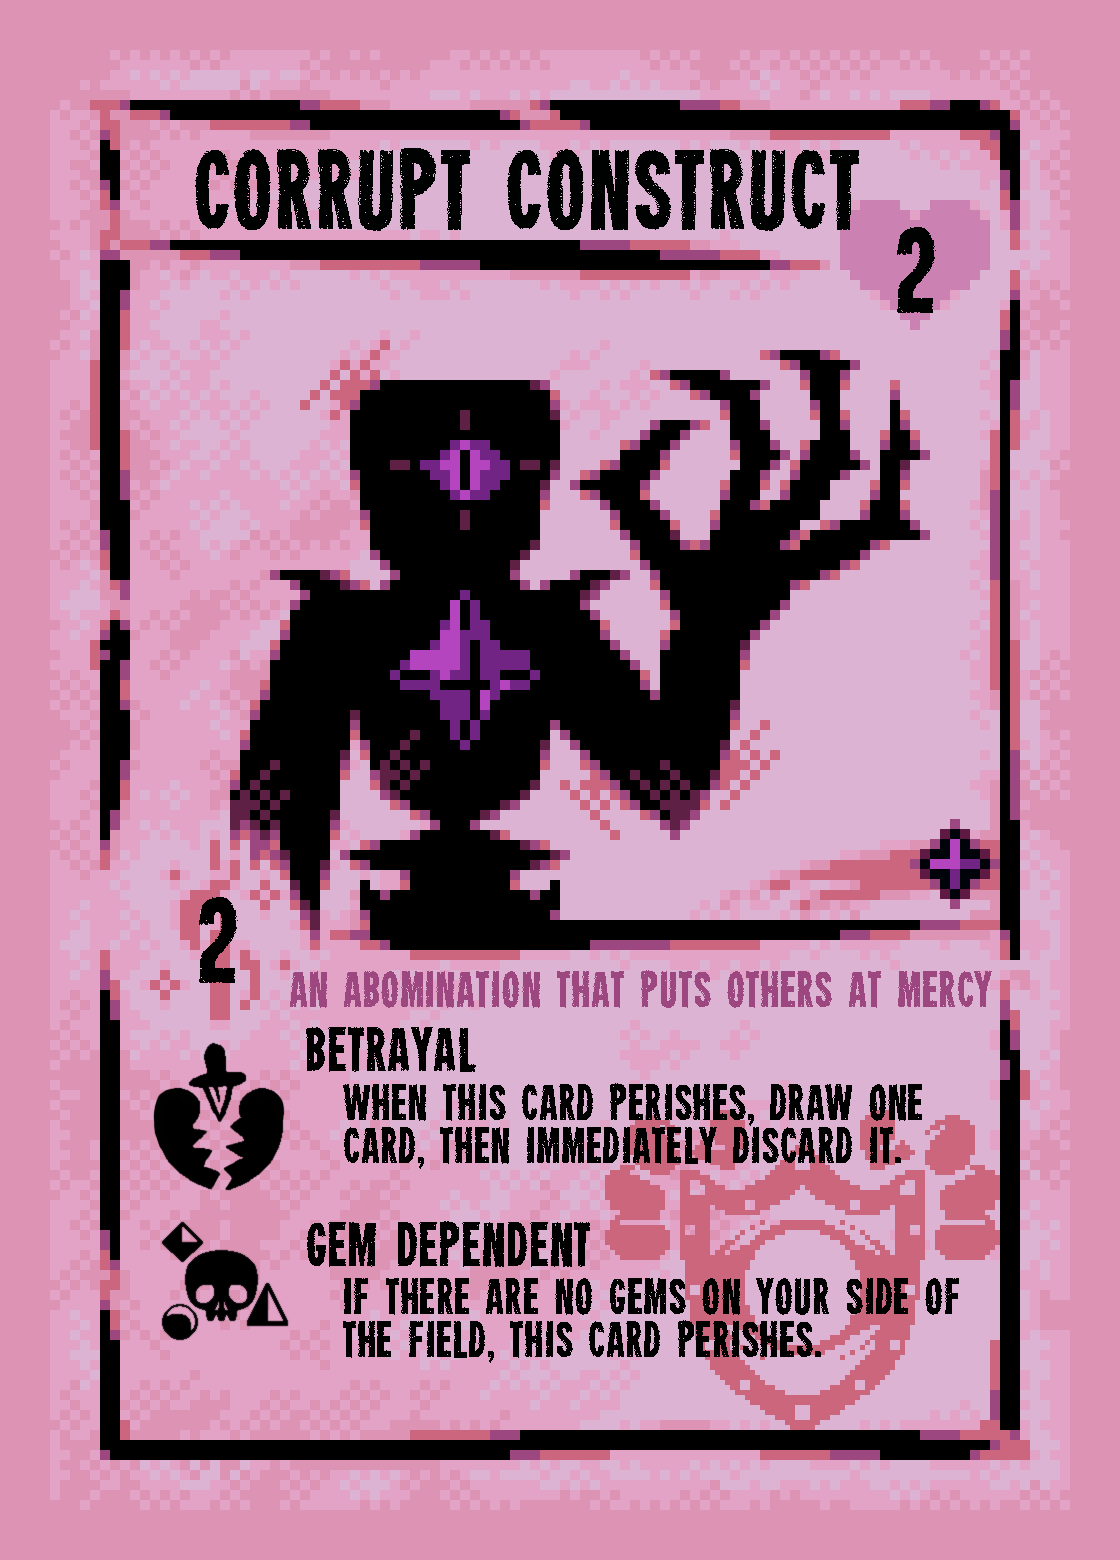 CORRUPT CONSTRUCT
2
2
AN ABOMINATION THAT PUTS OTHERS AT MERCY
BETRAYAL
WHEN THIS CARD PERISHES, DRAW ONE
CARD, THEN IMMEDIATELY DISCARD IT.
GEM DEPENDENT
IF THERE ARE NO GEMS ON YOUR SIDE OF
THE FIELD, THIS CARD PERISHES.